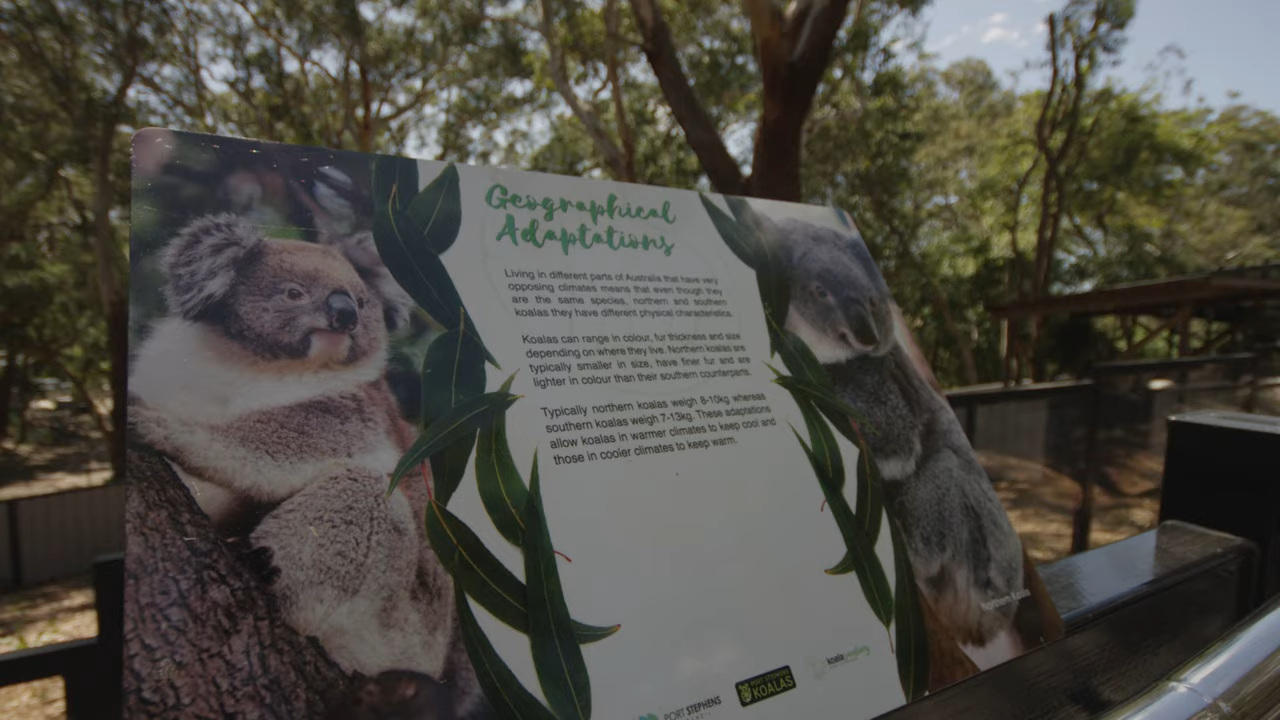 Geographical
Adaptations
Living in different parts of Australia that have very
opposing climates means that even though they
are the same species, northern and southern
koalas they have different physical characteristics.
Koalas can range in colour, fur thickness and size
depending on where they live. Northern koalas are
typically smaller in size, have finer fur and are
lighter in colour than their southern counterparts.
Typically northern koalas weigh 8-10kg whereas
southern koalas weigh 7-13kg. These adaptations
allow koalas in warmer climates to keep cool and
those in cooler climates to keep warm.
PORT STEPHENS
PORT STEPHENS
KOALAS
koala